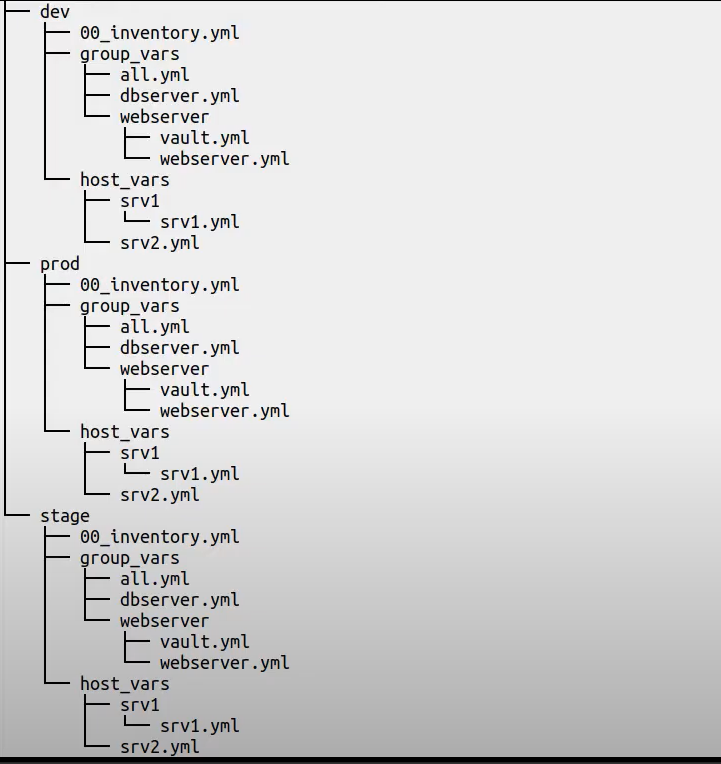 dev
00_inventory.yml
group_vars
all.yml
dbserver.yml
webserver
vault.yml
webserver.yml
host_vars
srv1
srv1.yml
srv2.yml
prod
00_inventory.yml
group_vars
all.yml
dbserver.yml
webserver
vault.yml
webserver.yml
host_vars
srv1
srv1.yml
srv2.yml
stage
00_inventory.yml
group_vars
all.yml
dbserver.yml
webserver
vault.yml
webserver.yml
host_vars
srv1
srv1.yml
srv2.yml